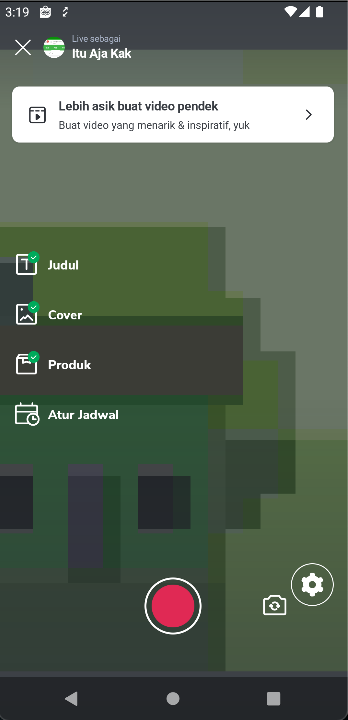 3:19
Live sebagai
Itu Aja Kak
Lebih asik buat video pendek
Buat video yang menarik & inspiratif, yuk
Judul
Cover
Produk
Atur Jadwal